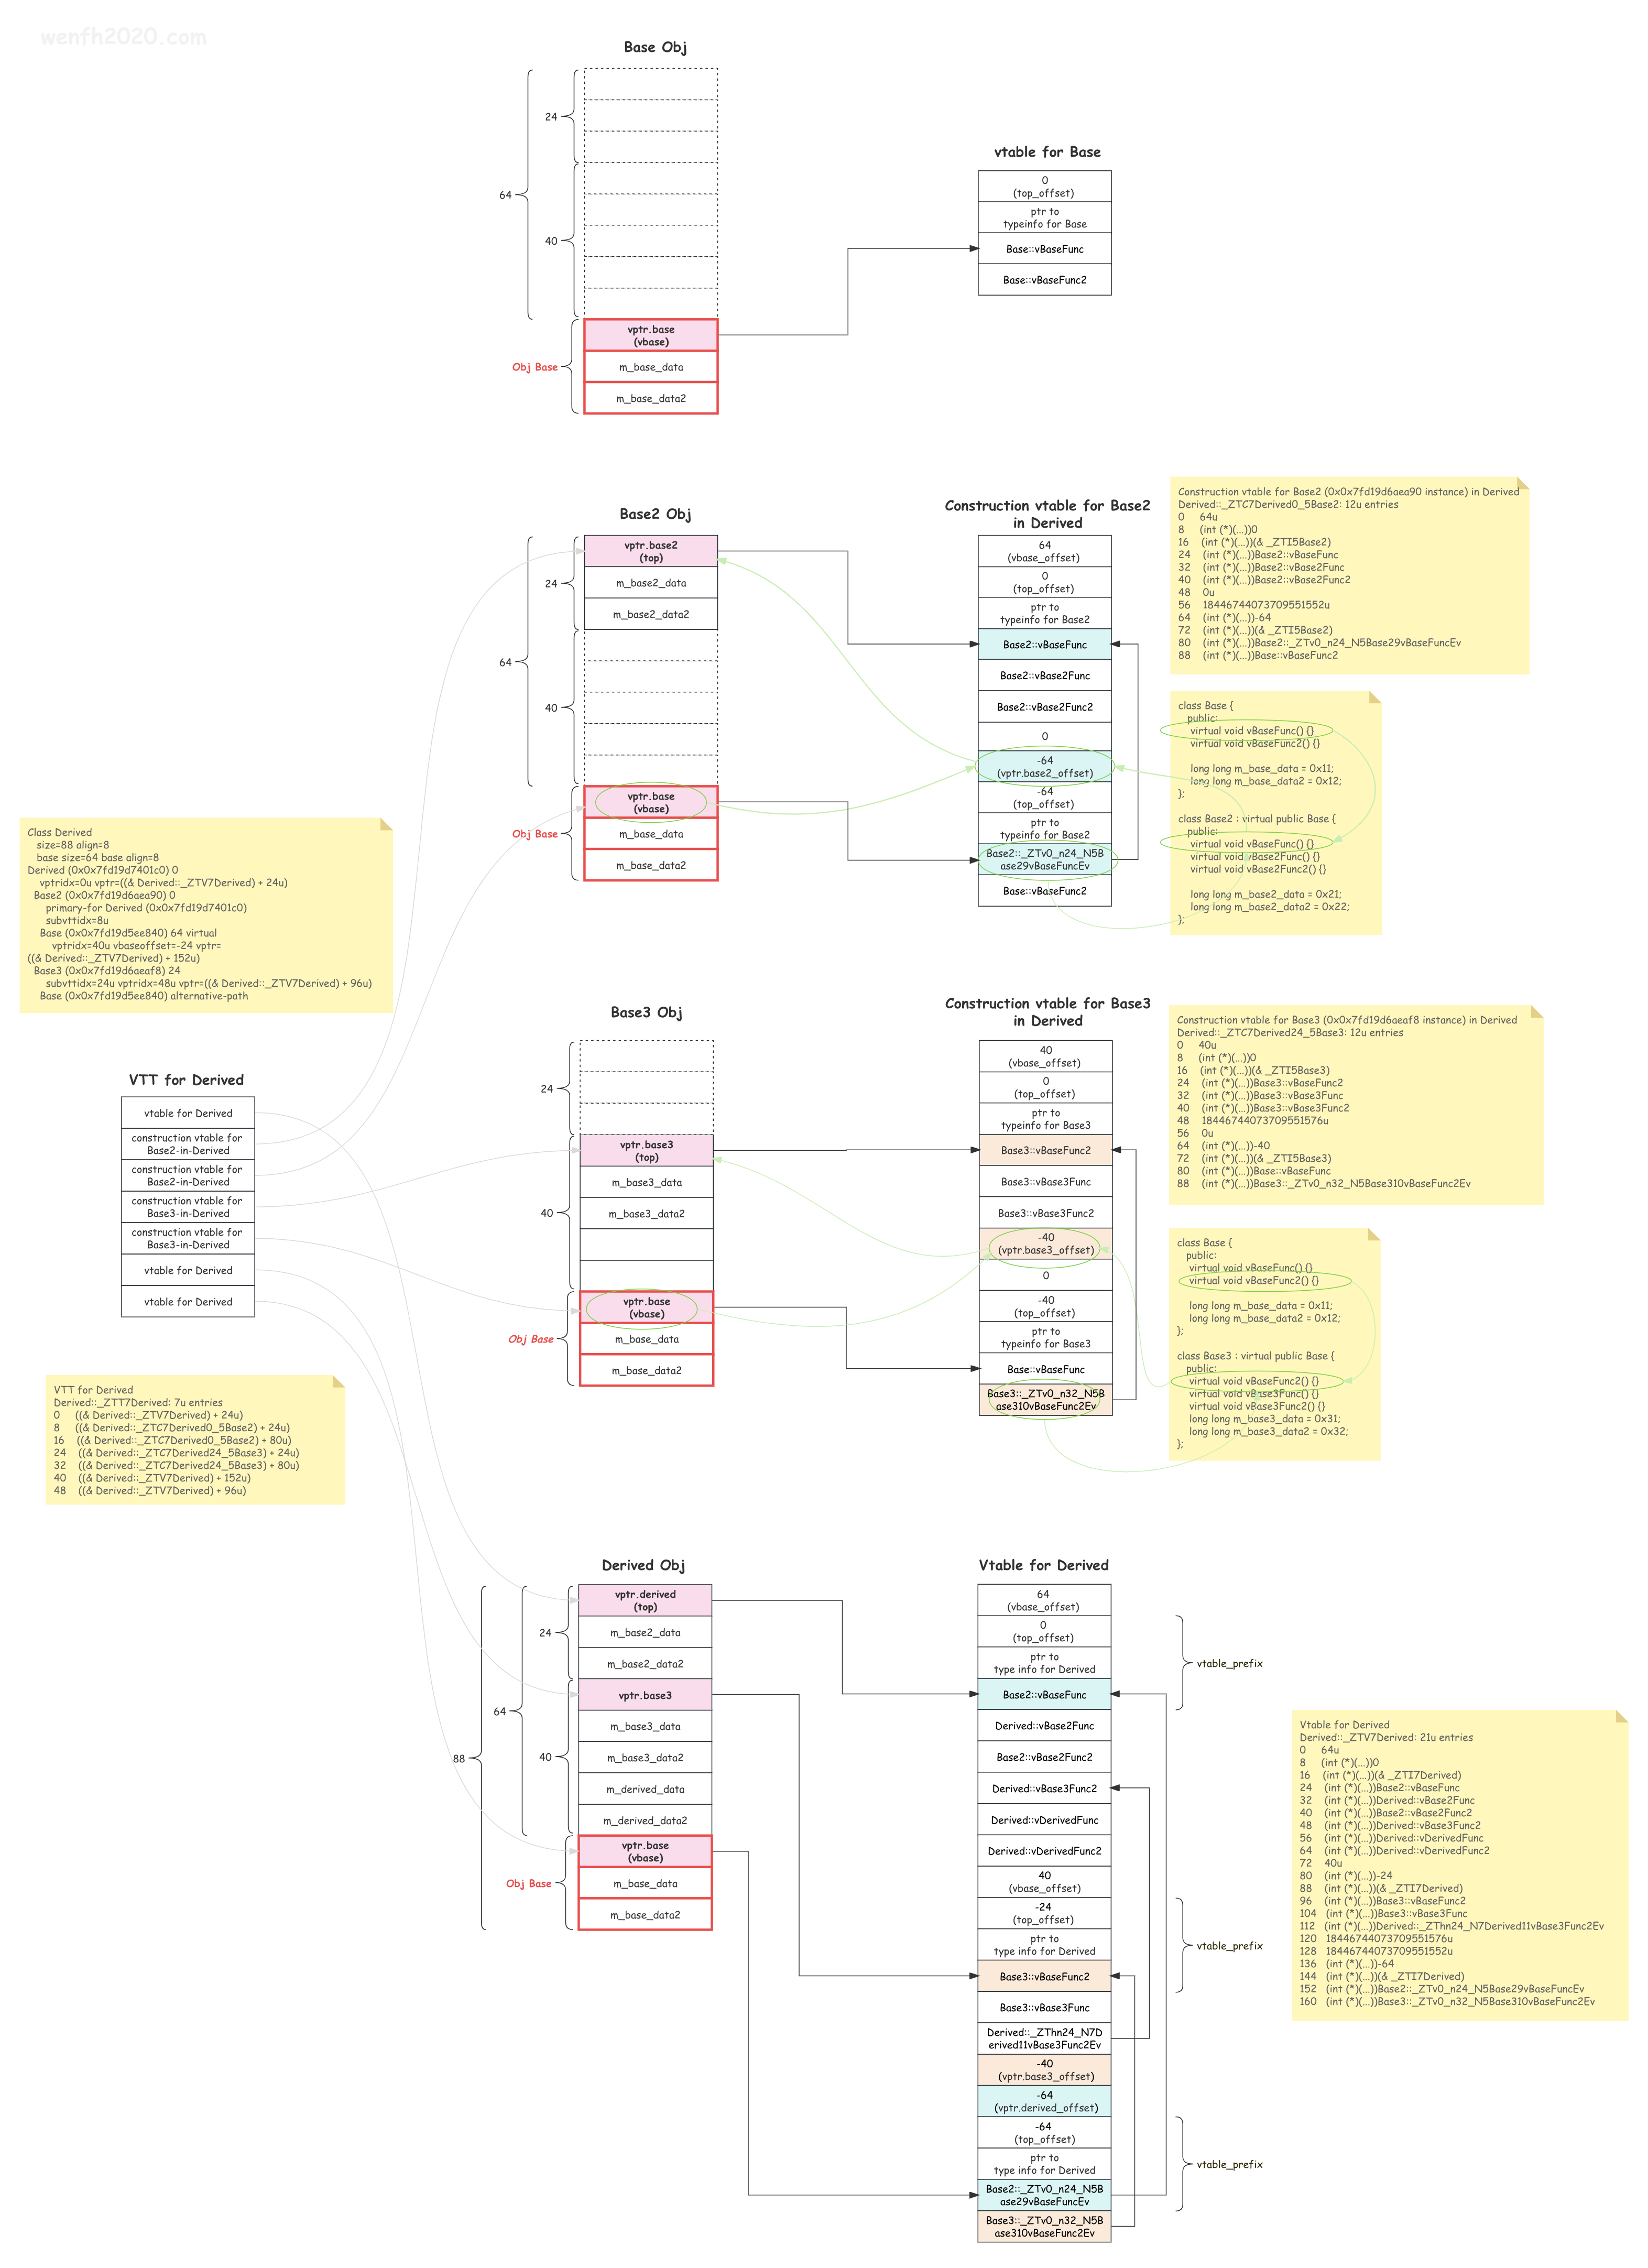 wenfh2020.com
Base Obj
24
64
40
vptr.base
(vbase)
Obj Base
m_base_data
m_base_data2
vtable for Base
0
(top_offset)
ptr to
typeinfo for Base
Base::vBaseFunc
Base::vBaseFunc2
Base2 Obj
vptr.base2
(top)
24
m_base2_data
m_base2_data2
64
40
vptr.base
(vbase)
Obj Base
m_base_data
m_base_data2
Construction vtable for Base2
in Derived
64
(vbase_offset)
0
(top_offset)
ptr to
typeinfo for Base2
Base2::vBaseFunc
Base2::vBase2Func
Base2::vBase2Func2
0
-64
(vptr.base2_offset)
-64
(top_offset)
ptr to
typeinfo for Base2
Base2::_ZTv0_n24_N5B
ase29vBaseFuncEv
Base::vBaseFunc2
Construction vtable for Base2 (0x0x7fd19d6aea90 instance) in Derived
Derived::_ZTC7Derived0_5Base2: 12u entries
0 64u
8 (int (*)(...))0
16 (int (*)(...))(& _ZTI5Base2)
24 (int (*)(...))Base2::vBaseFunc
32 (int (*)(...))Base2::vBase2Func
40 (int (*)(...))Base2::vBase2Func2
48 0u
56 18446744073709551552u
64 (int (*)(...))-64
72 (int (*)(...))(& _ZTI5Base2)
80 (int (*)(...))Base2::_ZTv0_n24_N5Base29vBaseFuncEv
88 (int (*)(...))Base::vBaseFunc2
class Base {
public:
virtual void vBaseFunc() {}
virtual void vBaseFunc2() {}
long long m_base_data = 0x11;
long long m_base_data2 = 0x12;
};
class Base2 : virtual public Base {
public:
virtual void vBaseFunc() {}
virtual void vBase2Func() {}
virtual void vBase2Func2() {}
long long m_base2_data = 0x21;
long long m_base2_data2 = 0x22;
};
Class Derived
size=88 align=8
base size=64 base align=8
Derived (0x0x7fd19d7401c0) 0
vptridx=0u vptr=((& Derived::_ZTV7Derived) + 24u)
Base2 (0x0x7fd19d6aea90) 0
primary-for Derived (0x0x7fd19d7401c0)
subvttidx=8u
Base (0x0x7fd19d5ee840) 64 virtual
vptridx=40u vbaseoffset=-24 vptr=
((& Derived::_ZTV7Derived) + 152u)
Base3 (0x0x7fd19d6aeaf8) 24
subvttidx=24u vptridx=48u vptr=((& Derived::_ZTV7Derived) + 96u)
Base (0x0x7fd19d5ee840) alternative-path
Base3 Obj
24
vptr.base3
(top)
m_base3_data
40
m_base3_data2
vptr.base
(vbase)
Obj Base
m_base_data
m_base_data2
Construction vtable for Base3
in Derived
40
(vbase_offset)
0
(top_offset)
ptr to
typeinfo for Base3
Base3::vBaseFunc2
Base3::vBase3Func
Base3::vBase3Func2
-40
(vptr.base3_offset)
0
-40
(top_offset)
ptr to
typeinfo for Base3
Base::vBaseFunc
Base3::_ZTv0_n32_N5B
ase310vBaseFunc2Ev
Construction vtable for Base3 (0x0x7fd19d6aeaf8 instance) in Derived
Derived::_ZTC7Derived24_5Base3: 12u entries
0 40u
8 (int (*)(...))0
16 (int (*)(...))(& _ZTI5Base3)
24 (int (*)(...))Base3::vBaseFunc2
32 (int (*)(...))Base3::vBase3Func
40 (int (*)(...))Base3::vBase3Func2
48 18446744073709551576u
56 0u
64 (int (*)(...))-40
72 (int (*)(...))(& _ZTI5Base3)
80 (int (*)(...))Base::vBaseFunc
88 (int (*)(...))Base3::_ZTv0_n32_N5Base310vBaseFunc2Ev
class Base {
public:
virtual void vBaseFunc() {}
virtual void vBaseFunc2() {}
long long m_base_data = 0x11;
long long m_base_data2 = 0x12;
};
class Base3 : virtual public Base {
public:
virtual void vBaseFunc2() {}
virtual void vBase3Func() {}
virtual void vBase3Func2() {}
long long m_base3_data = 0x31;
long long m_base3_data2 = 0x32;
};
VTT for Derived
vtable for Derived
construction vtable for
Base2-in-Derived
construction vtable for
Base2-in-Derived
construction vtable for
Base3-in-Derived
construction vtable for
Base3-in-Derived
vtable for Derived
vtable for Derived
VTT for Derived
Derived::_ZTT7Derived: 7u entries
0 ((& Derived::_ZTV7Derived) + 24u)
8 ((& Derived::_ZTC7Derived0_5Base2) + 24u)
16 ((& Derived::_ZTC7Derived0_5Base2) + 80u)
24 ((& Derived::_ZTC7Derived24_5Base3) + 24u)
32 ((& Derived::_ZTC7Derived24_5Base3) + 80u)
40 ((& Derived::_ZTV7Derived) + 152u)
48 ((& Derived::_ZTV7Derived) + 96u)
Derived Obj
vptr.derived
(top)
24
m_base2_data
m_base2_data2
64
vptr.base3
m_base3_data
88
40
m_base3_data2
m_derived_data
m_derived_data2
vptr.base
(vbase)
Obj Base
m_base_data
m_base_data2
Vtable for Derived
64
(vbase_offset)
0
(top_offset)
ptr to
type info for Derived
vtable_prefix
Base2::vBaseFunc
Derived::vBase2Func
Base2::vBase2Func2
Derived::vBase3Func2
Derived::vDerivedFunc
Derived::vDerivedFunc2
40
(vbase_offset)
-24
(top_offset)
ptr to
type info for Derived
vtable_prefix
Base3::vBaseFunc2
Base3::vBase3Func
Derived::_ZThn24_N7D
erived11vBase3Func2Ev
-40
(vptr.base3_offset)
-64
(vptr.derived_offset)
-64
(top_offset)
ptr to
type info for Derived
vtable_prefix
Base2::_ZTv0_n24_N5B
ase29vBaseFuncEv
Base3::_ZTv0_n32_N5B
ase310vBaseFunc2Ev
Vtable for Derived
Derived::_ZTV7Derived: 21u entries
0 64u
8 (int (*)(...))0
16 (int (*)(...))(& _ZTI7Derived)
24 (int (*)(...))Base2::vBaseFunc
32 (int (*)(...))Derived::vBase2Func
40 (int (*)(...))Base2::vBase2Func2
48 (int (*)(...))Derived::vBase3Func2
56 (int (*)(...))Derived::vDerivedFunc
64 (int (*)(...))Derived::vDerivedFunc2
72 40u
80 (int (*)(...))-24
88 (int (*)(...))(& _ZTI7Derived)
96 (int (*)(...))Base3::vBaseFunc2
104 (int (*)(...))Base3::vBase3Func
112 (int (*)(...))Derived::_ZThn24_N7Derived11vBase3Func2Ev
120 18446744073709551576u
128 18446744073709551552u
136 (int (*)(...))-64
144 (int (*)(...))(& _ZTI7Derived)
152 (int (*)(...))Base2::_ZTv0_n24_N5Base29vBaseFuncEv
160 (int (*)(...))Base3::_ZTv0_n32_N5Base310vBaseFunc2Ev